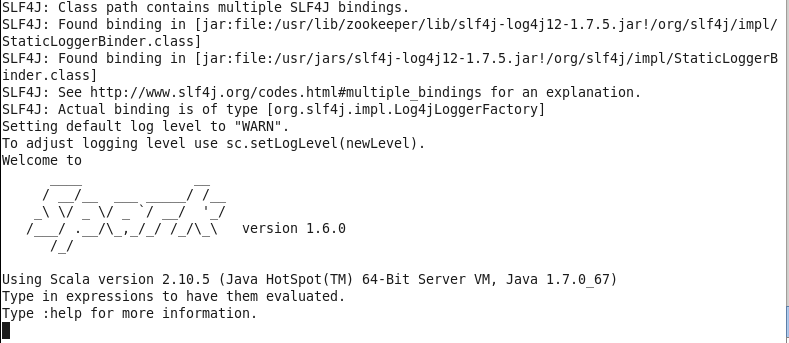 SLF4J: Class path contains multiple SLF4J bindings.
SLF4J: Found binding in [jar:file:/usr/lib/zookeeper/lib/slf4j-log4j12-1.7.5.jar!/org/slf4j/impl/
StaticLoggerBinder.class]
SLF4J: Found binding in [jar:file:/usr/jars/slf4j-log4j12-1.7.5.jar!/org/slf4j/impl/StaticLoggerB
inder.class]
SLF4J: See http://www.slf4j.org/codes.html#multiple_bindings for an explanation.
SLF4J: Actual binding is of type [org.slf4j.impl.Log4jLoggerFactory]
Setting default log level to "WARN".
To adjust logging level use sc.setLogLevel(newLevel).
Welcome to
      ____              __
     / __/__  ___ _____/ /__
    _\ \/ _ \/ _ `/ __/  '_/
   /___/ .__/\_,_/_/ /_/\_\   version 1.6.0
      /_/
Using Scala version 2.10.5 (Java HotSpot(TM) 64-Bit Server VM, Java 1.7.0_67)
Type in expressions to have them evaluated.
Type :help for more information.